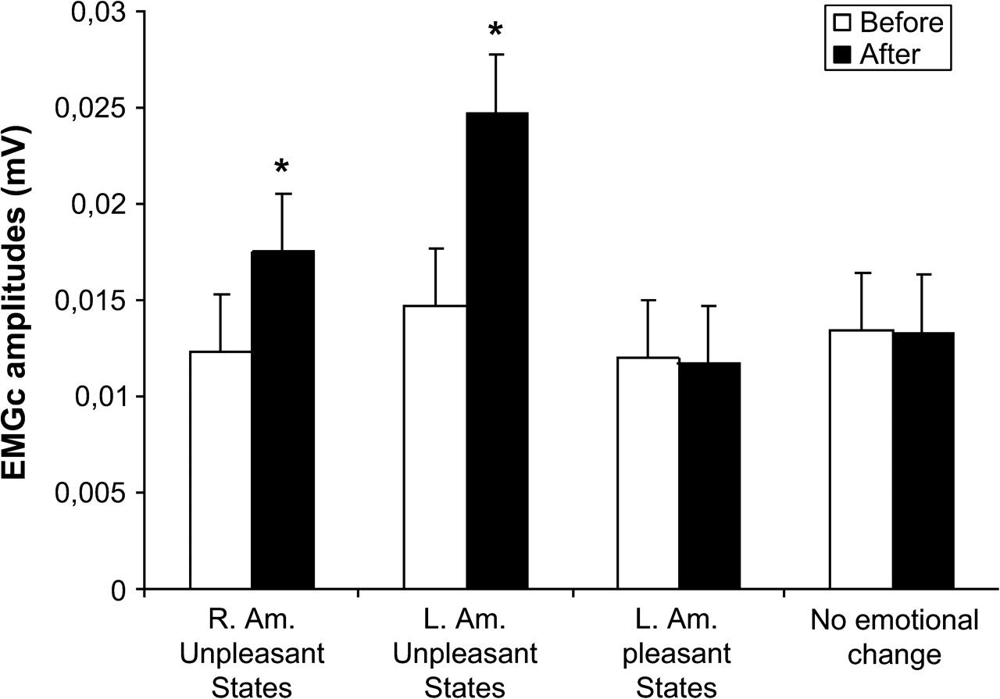 0,03
0,025
0,02
0,015
0,01
0,005
0
EMGc amplitudes (mV)
Before
After
*
*
R. Am.
Unpleasant
States
L. Am.
Unpleasant
States
L. Am.
pleasant
States
No emotional
change